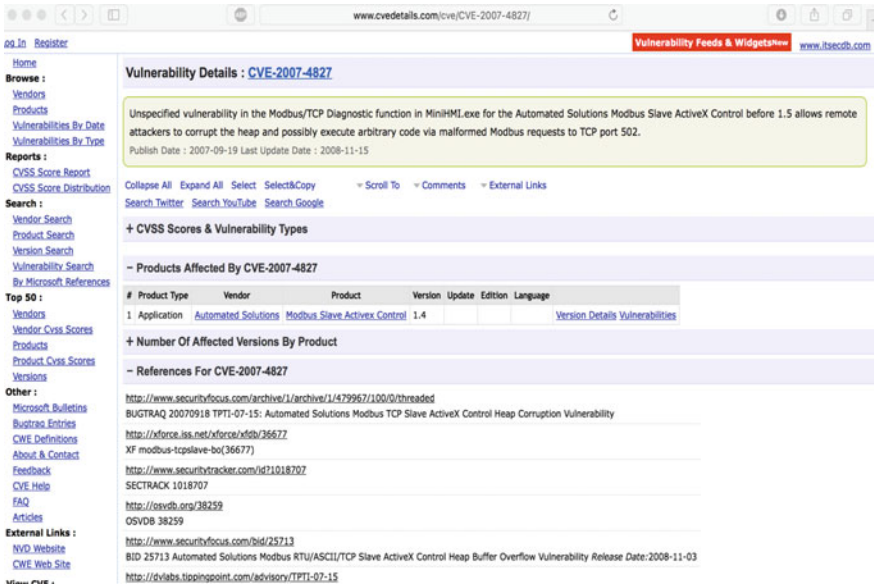 www.cvedetails.com/cve/CVE-2007-4827/
og In Register
Vulnerability Feeds & WidgetsNew www.itsecdb.com
Home
Browse :
Vendors
Products
Vulnerabilities By Date
Vulnerabilities By Type
Reports :
CVSS Score Report
CVSS Score Distribution
Search :
Vendor Search
Product Search
Version Search
Vulnerability Search
By Microsoft References
Top 50 :
Vendors
Vendor Cvss Scores
Products
Product Cvss Scores
Versions
Other :
Microsoft Bulletins
Bugtraq Entries
CWE Definitions
About & Contact
Feedback
CVE Help
FAQ
Articles
External Links :
NVD Website
CWE Web Site
View CVE :
Vulnerability Details : CVE-2007-4827
Unspecified vulnerability in the Modbus/TCP Diagnostic function in MiniHMI.exe for the Automated Solutions Modbus Slave ActiveX Control before 1.5 allows remote
attackers to corrupt the heap and possibly execute arbitrary code via malformed Modbus requests to TCP port 502.
Publish Date : 2007-09-19 Last Update Date : 2008-11-15
Collapse All Expand All Select Select&Copy Scroll To Comments External Links
Search Twitter Search YouTube Search Google
+ CVSS Scores & Vulnerability Types
− Products Affected By CVE-2007-4827
# Product Type Vendor Product Version Update Edition Language
1 Application Automated Solutions Modbus Slave Activex Control 1.4 Version Details Vulnerabilities
+ Number Of Affected Versions By Product
− References For CVE-2007-4827
http://www.securityfocus.com/archive/1/archive/1/479967/100/0/threaded
BUGTRAQ 20070918 TPTI-07-15: Automated Solutions Modbus TCP Slave ActiveX Control Heap Corruption Vulnerability
http://xforce.iss.net/xforce/xfdb/36677
XF modbus-tcpslave-bo(36677)
http://www.securitytracker.com/id?1018707
SECTRACK 1018707
http://osvdb.org/38259
OSVDB 38259
http://www.securityfocus.com/bid/25713
BID 25713 Automated Solutions Modbus RTU/ASCII/TCP Slave ActiveX Control Heap Buffer Overflow Vulnerability Release Date:2008-11-03
http://dvlabs.tippingpoint.com/advisory/TPTI-07-15